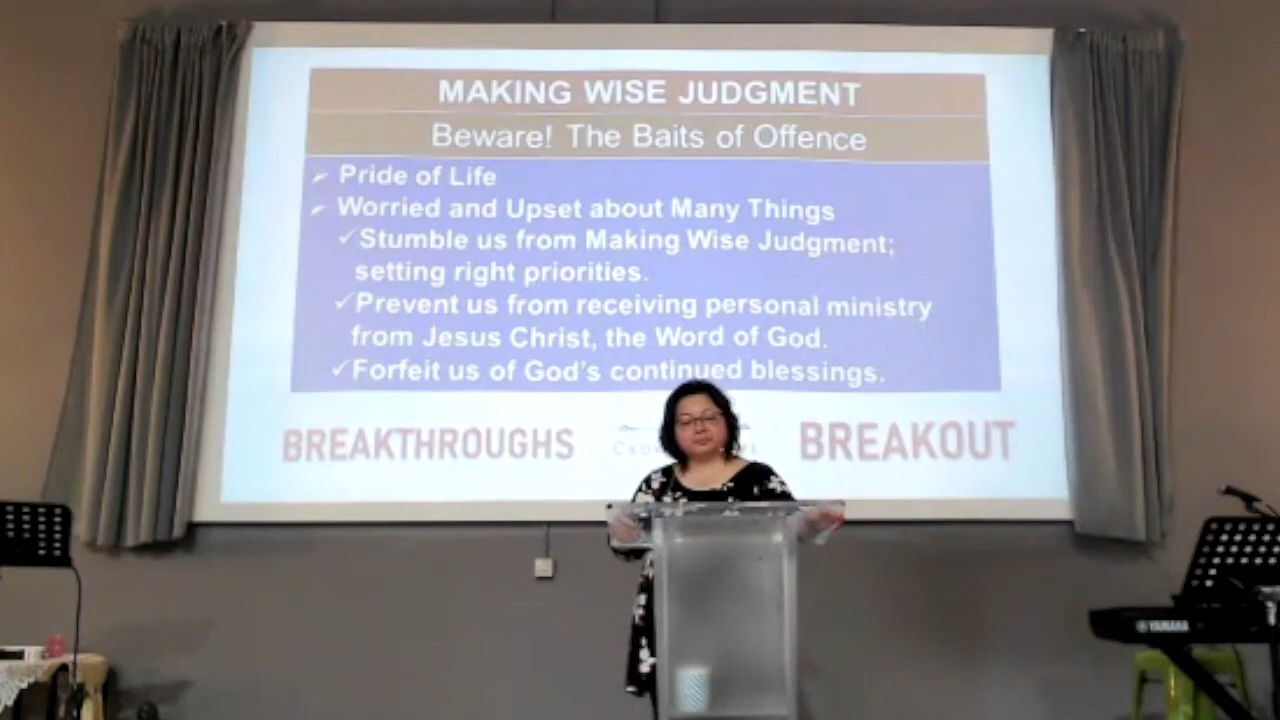 MAKING WISE JUDGMENT
Beware! The Baits of Offence
Pride of Life
Worried and Upset about Many Things
✓Stumble us from Making Wise Judgment;
setting right priorities.
✓Prevent us from receiving personal ministry
from Jesus Christ, the Word of God.
✓Forfeit us of God's continued blessings.
BREAKTHROUGHS
BREAKOUT
YAMAHA